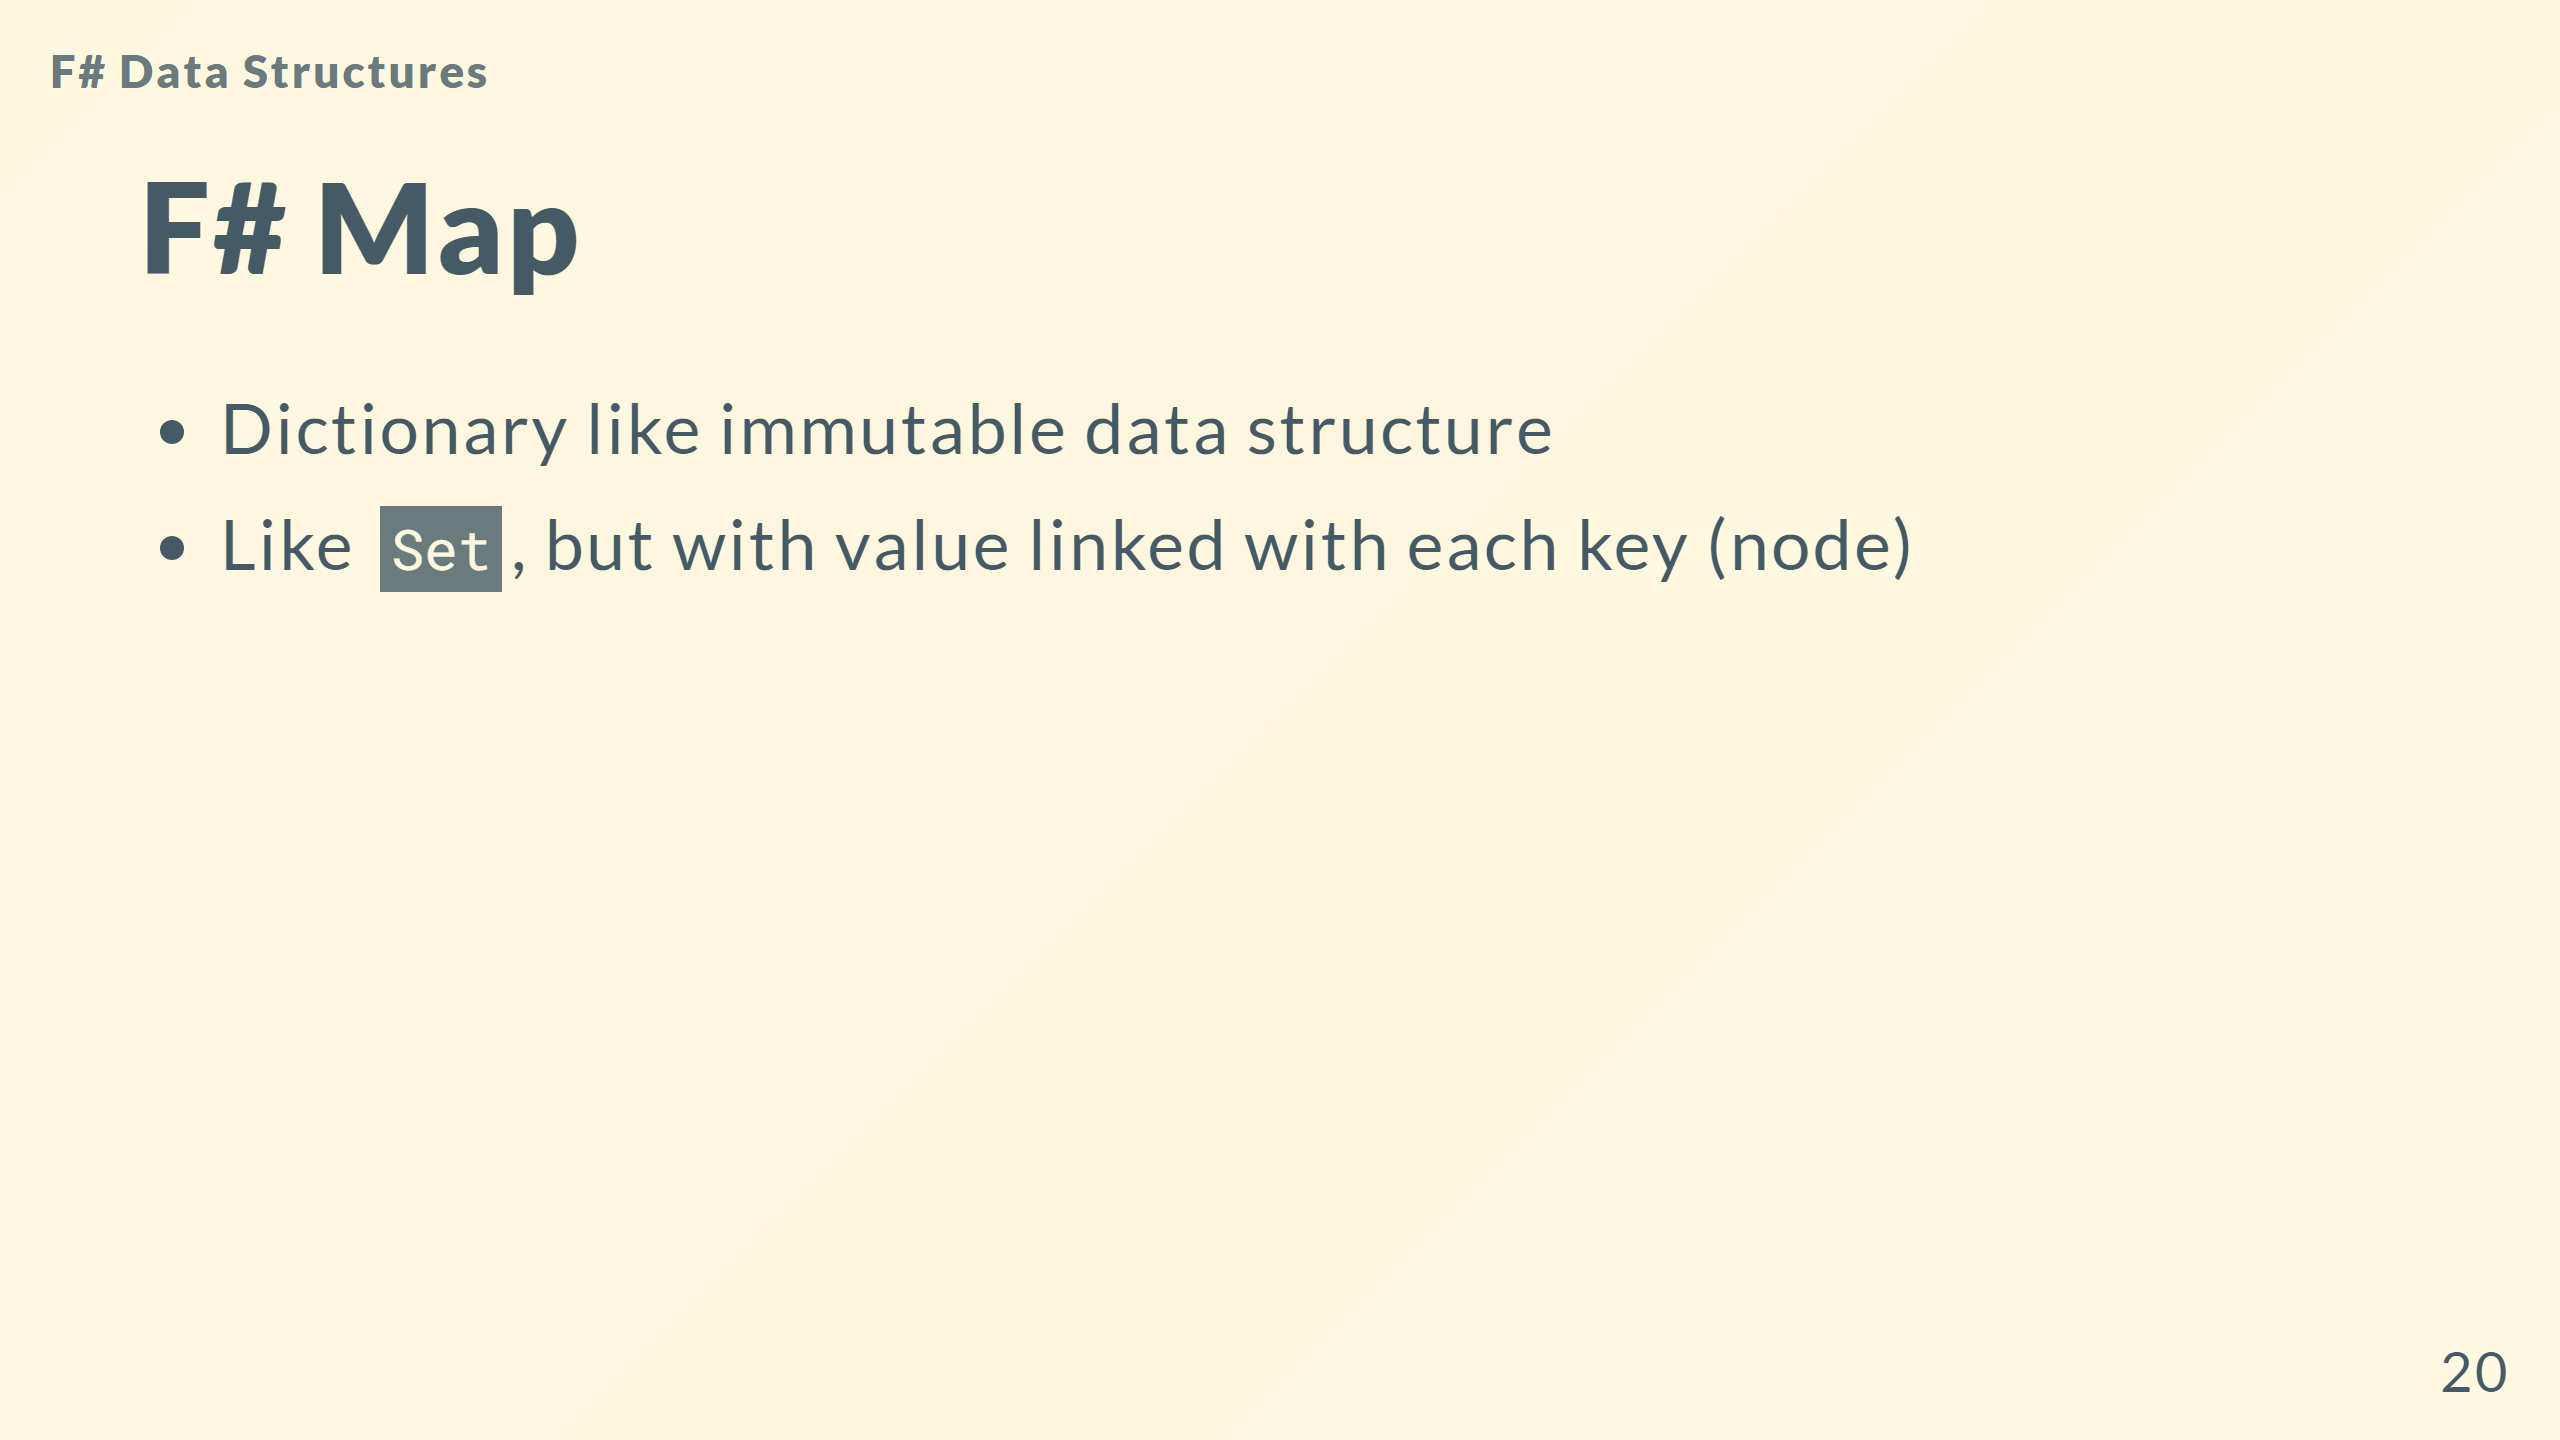 F# Data Structures
F# Map
• Dictionary like immutable data structure
• Like Set, but with value linked with each key (node)
20